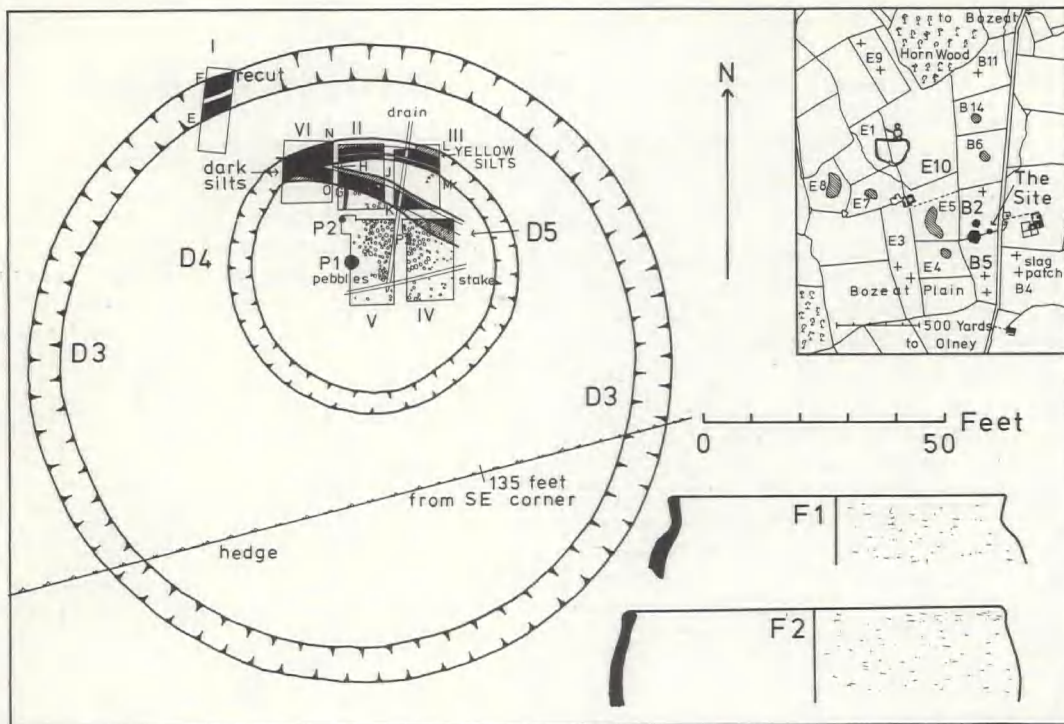 I
F
recut
E
drain
VI
N
II
III
L
YELLOW
SILTS
H
J
dark
silts
O
G
M
K
P2
P
D5
D4
P1
pebbles
stake
V
IV
D3
D3
135 feet
from SE corner
hedge
N
to Bozeat
Horn Wood
E9
B11
B14
E1
B6
E10
E8
E7
E5
B2
The
Site
E3
B5
E4
slag
patch
B4
Bozeat Plain
500 Yards
to Olney
Feet
0
50
F1
F2